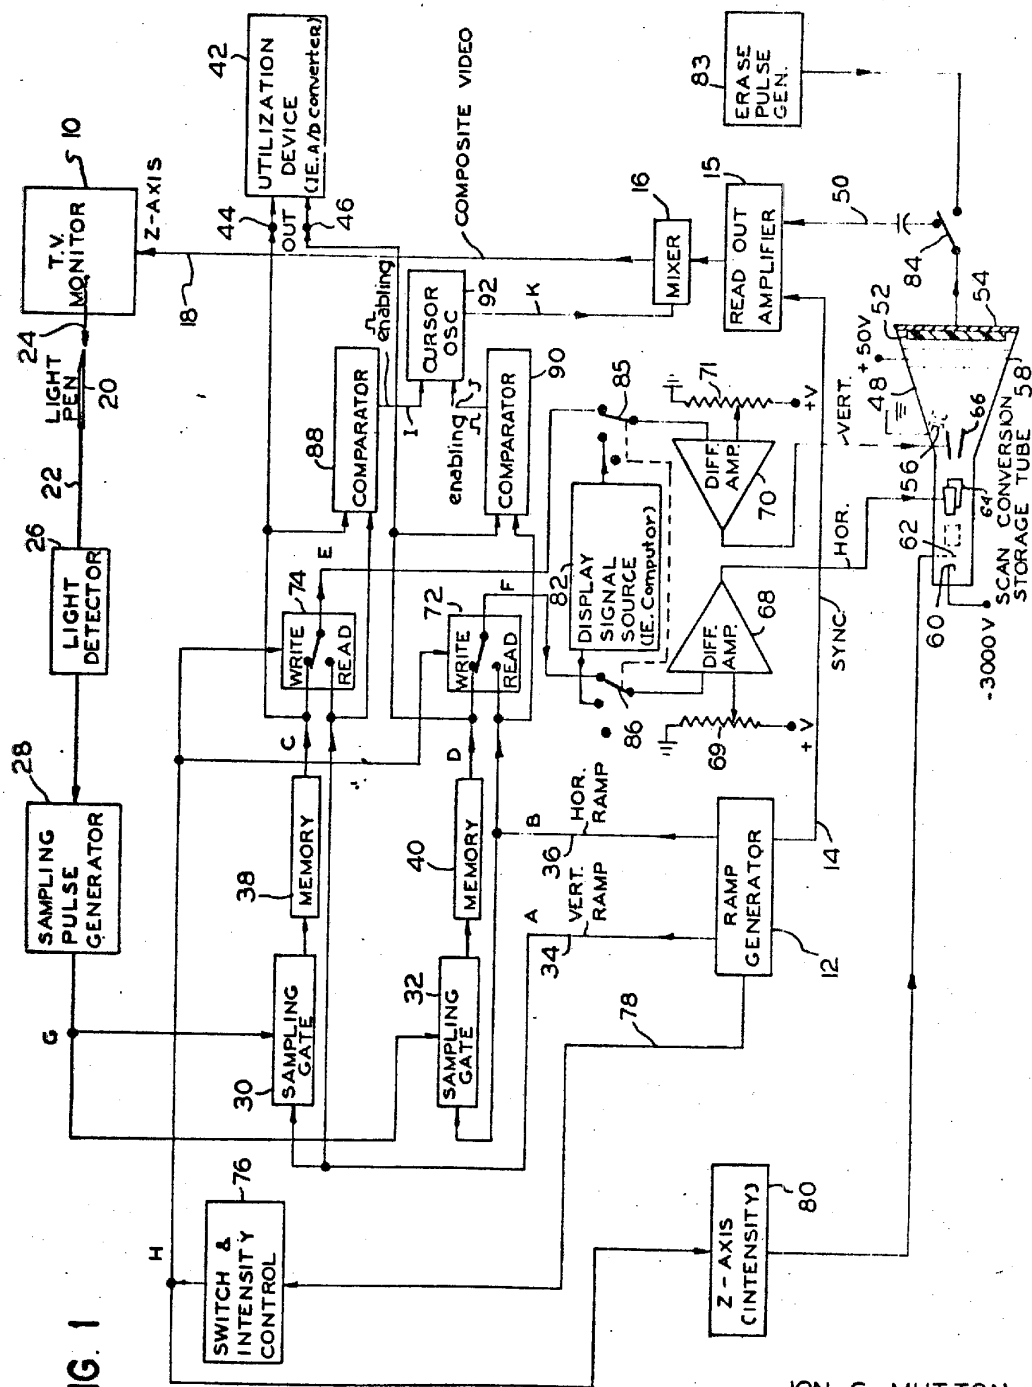 FIG. 1
SWITCH &
INTENSITY
CONTROL
76
H
G
SAMPLING
PULSE
GENERATOR
28
LIGHT
DETECTOR
26
22
LIGHT
PEN
20
24
T.V.
MONITOR
10
Z-AXIS
18
UTILIZATION
DEVICE
(IE. A/D converter)
42
44
OUT
46
COMPOSITE VIDEO
SAMPLING
GATE
30
MEMORY
38
C
WRITE
READ
74
E
COMPARATOR
88
enabling
I
CURSOR
OSC
92
K
SAMPLING
GATE
32
MEMORY
40
D
WRITE
READ
72
F
COMPARATOR
90
enabling
J
MIXER
16
A
VERT.
RAMP
34
B
HOR.
RAMP
36
DISPLAY
SIGNAL
SOURCE
(IE. Computor)
82
85
86
DIFF.
AMP.
68
69
+V
DIFF.
AMP.
70
71
+V
READ OUT
AMPLIFIER
15
ERASE
PULSE
GEN.
83
78
RAMP
GENERATOR
12
14
SYNC.
HOR.
VERT.
50
84
Z-AXIS
(INTENSITY)
80
-3000V
60
62
64
56
66
48
+50V
52
54
58
SCAN CONVERSION
STORAGE TUBE